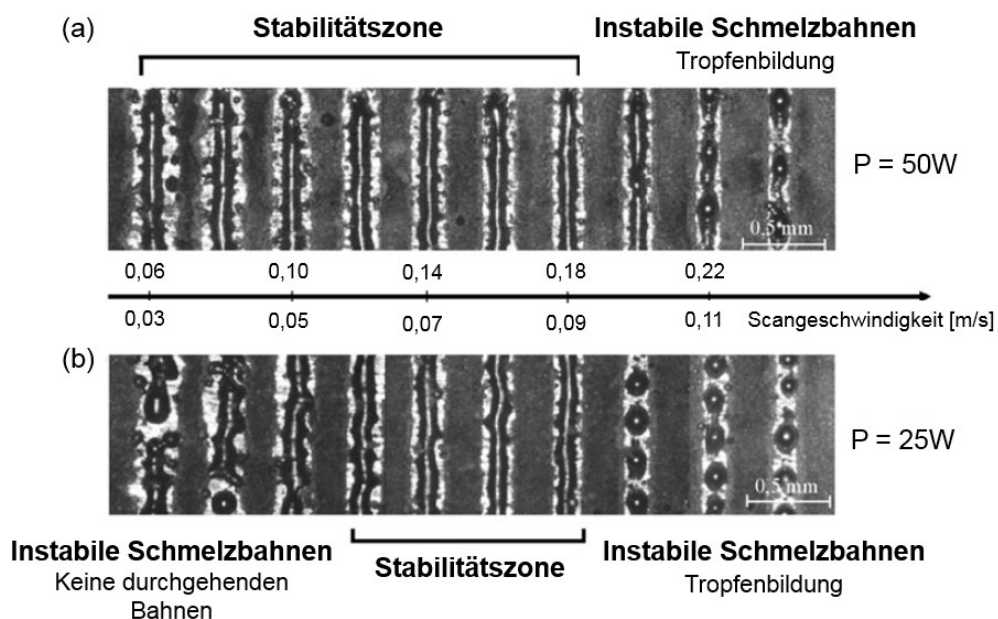 (a)
Stabilitätszone
Instabile Schmelzbahnen
Tropfenbildung
P = 50W
0,5 mm
0,06 0,10 0,14 0,18 0,22
0,03 0,05 0,07 0,09 0,11 Scangeschwindigkeit [m/s]
(b)
P = 25W
0,5 mm
Instabile Schmelzbahnen
Keine durchgehenden
Bahnen
Stabilitätszone
Instabile Schmelzbahnen
Tropfenbildung